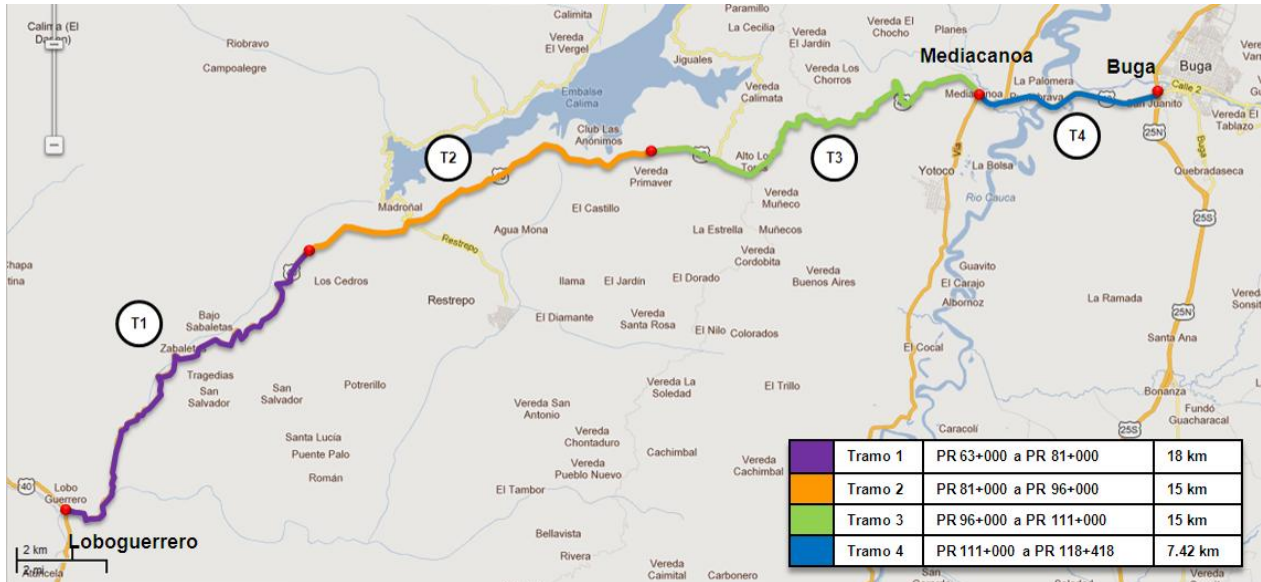 Calima (El
Darien)
Riobravo
Campoalegre
Calimita
Vereda
El Vergel
Paramillo
La Cecilia
Jiguales
Vereda
El Jardín
Vereda El
Chocho
Planes
Vereda Los
Chorros
Vereda
Calimata
Mediacanoa
La Palomera
Buga
Buga
Calle 2
San Juanito
Vereda El
Tablazo
25N
Embalse
Calima
Club Las
Anónimos
T2
T3
T4
Vereda
Primaver
Alto Lo
Vereda
Muñeco
Yotoco
Vía
La Bolsa
Río Cauca
Buga
Quebradaseca
25S
Madroñal
Restrepo
Agua Mona
El Castillo
La Estrella
Muñecos
Vereda
Cordobita
Los Cedros
Restrepo
Ilama
El Jardín
El Dorado
Vereda
Buenos Aires
Guavito
El Carajo
Albornoz
La Ramada
Chapa
T1
Bajo
Sabaletas
Zabaletas
El Diamante
Vereda
Santa Rosa
El Nilo
Colorados
El Cocal
25N
Santa Ana
Tragedias
San
Salvador
San
Salvador
Potrerillo
Vereda La
Soledad
El Trillo
Bonanza
Vereda San
Antonio
Vereda
Chontaduro
Vereda
Pueblo Nuevo
Cachimbal
Vereda
Cachimbal
Caracolí
25S
Fundó
Guacharacal
Santa Lucía
Puente Palo
Román
El Tambor
40
Lobo
Guerrero
Loboguerrero
Bellavista
Rivera
Vereda
Caimital
Carbonero
2 km
2 mi
Tramo 1 PR 63+000 a PR 81+000 18 km
Tramo 2 PR 81+000 a PR 96+000 15 km
Tramo 3 PR 96+000 a PR 111+000 15 km
Tramo 4 PR 111+000 a PR 118+418 7.42 km